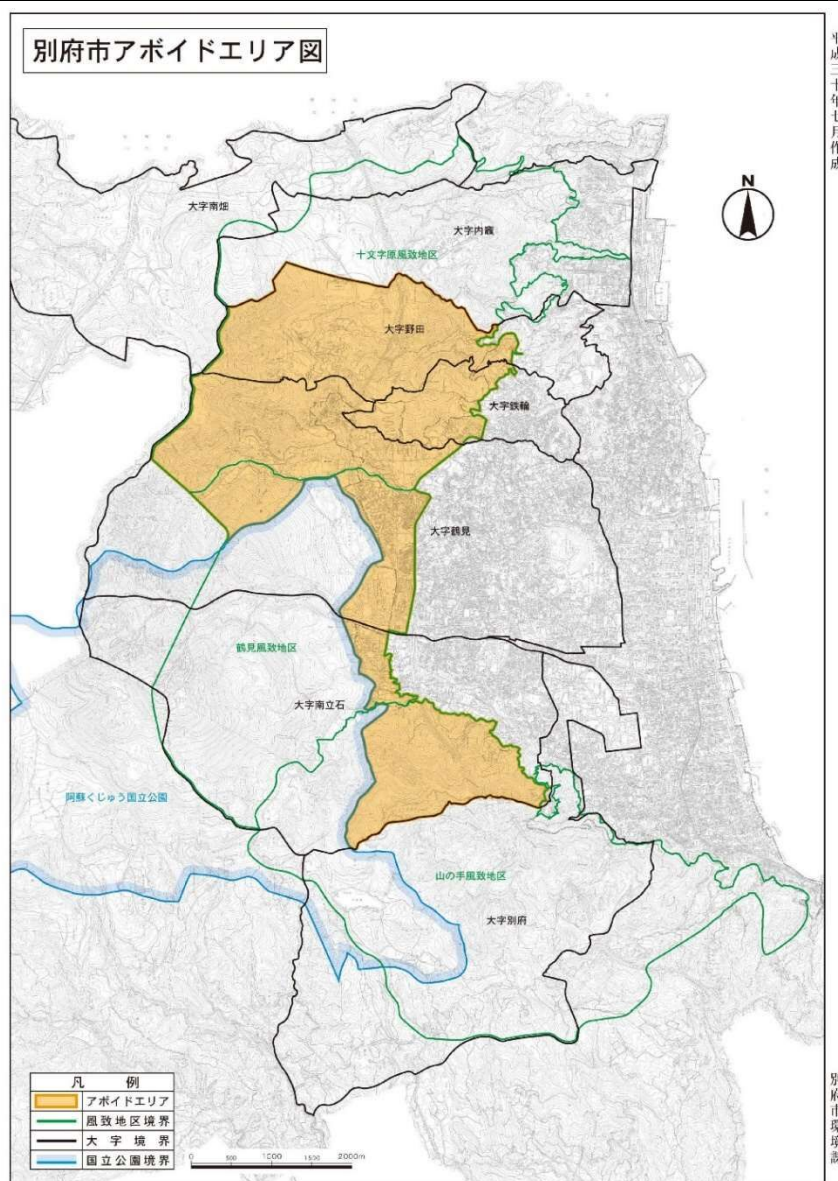 別府市アボイドエリア図
平成三十年七月作成
N
大字南畑
大字内竈
十文字原風致地区
大字野田
大字鉄輪
大字鶴見
鶴見風致地区
大字南立石
阿蘇くじゅう国立公園
山の手風致地区
大字別府
凡 例
アボイドエリア
風致地区境界
大字境界
国立公園境界
0 500 1000 1500 2000m
別府市環境課